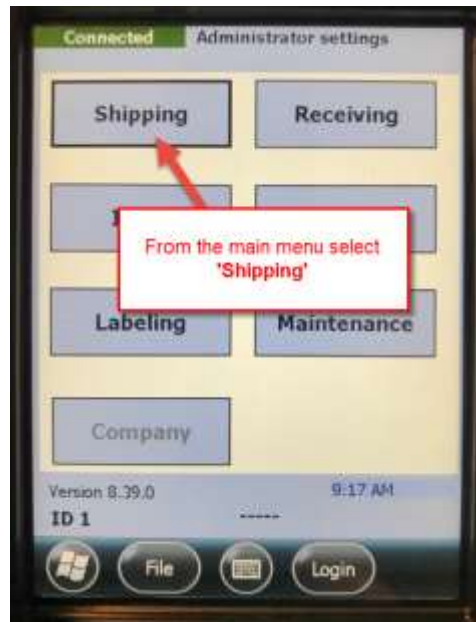 Connected Administrator settings
Shipping Receiving
From the main menu select
'Shipping'
Labeling Maintenance
Company
Version 8.39.0 9:17 AM
ID 1 -----
File Login